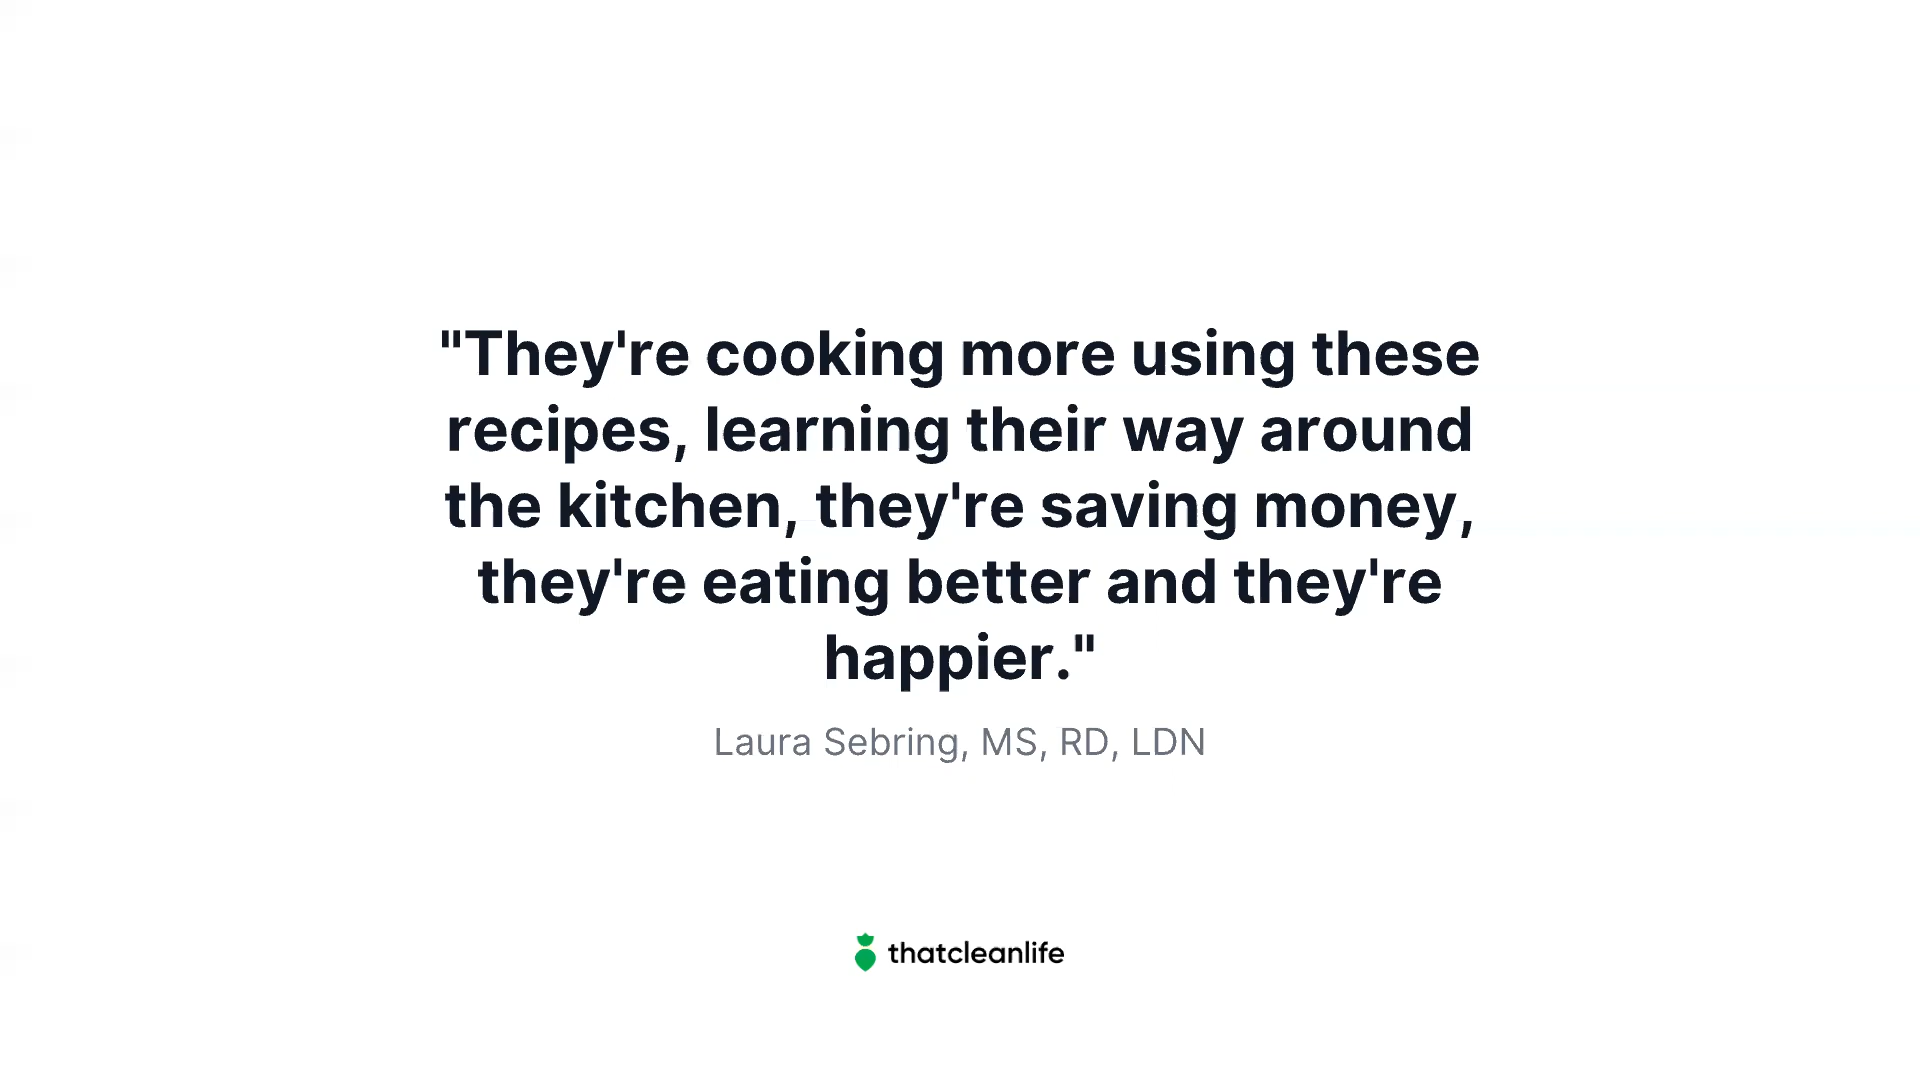 "They're cooking more using these
recipes, learning their way around
the kitchen, they're saving money,
they're eating better and they're
happier."
Laura Sebring, MS, RD, LDN
thatcleanlife